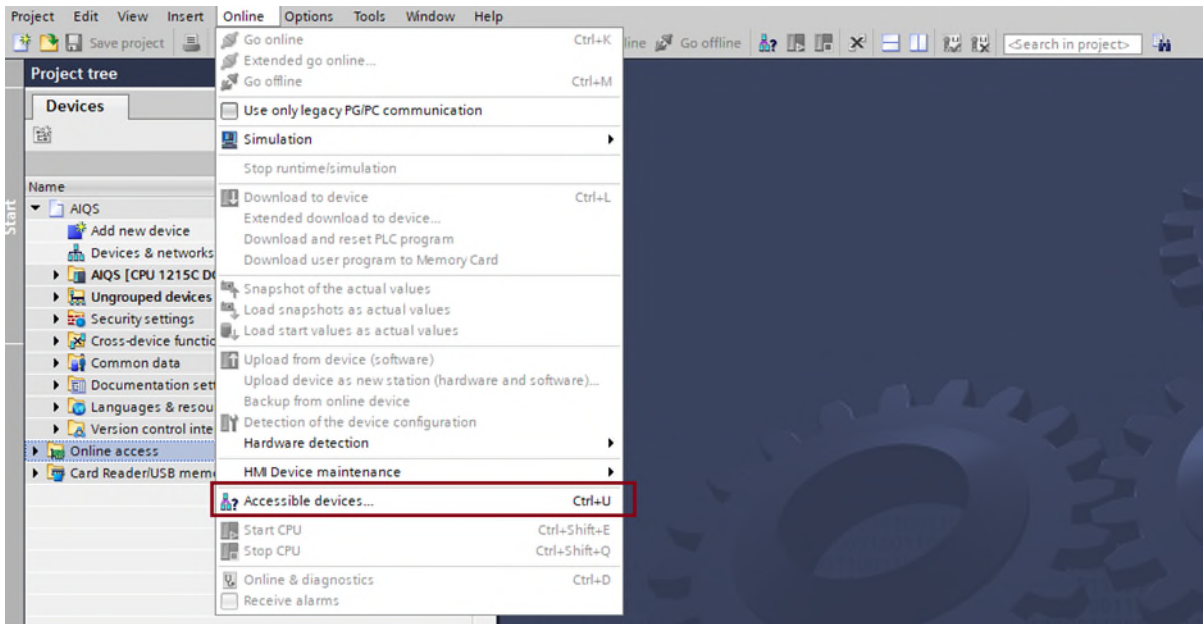 Project Edit View Insert Online Options Tools Window Help
Save project
Go offline
<Search in project>
Start
Project tree
Devices
Name
AIQS
Add new device
Devices & networks
AIQS [CPU 1215C
Ungrouped devices
Security settings
Cross-device
Common data
Documentation
Languages &
Version control
Online access
Card Reader/USB
Go online Ctrl+K
Extended go online...
Go offline Ctrl+M
Use only legacy PG/PC communication
Simulation
Stop runtime/simulation
Download to device Ctrl+L
Extended download to device...
Download and reset PLC program
Download user program to Memory Card
Snapshot of the actual values
Load snapshots as actual values
Load start values as actual values
Upload from device (software)
Upload device as new station (hardware and software)...
Backup from online device
Detection of the device configuration
Hardware detection
HMI Device maintenance
Accessible devices... Ctrl+U
Start CPU Ctrl+Shift+E
Stop CPU Ctrl+Shift+Q
Online & diagnostics Ctrl+D
Receive alarms